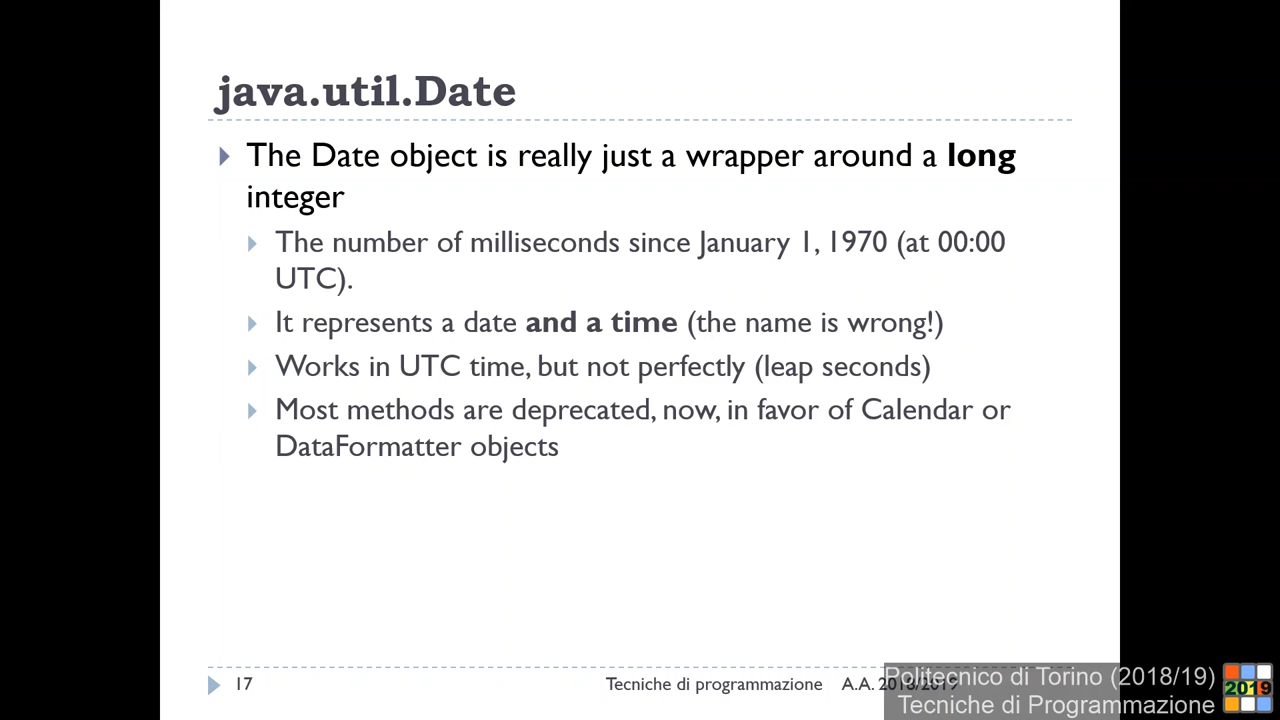 java.util.Date
The Date object is really just a wrapper around a long
integer
The number of milliseconds since January 1, 1970 (at 00:00
UTC).
It represents a date and a time (the name is wrong!)
Works in UTC time, but not perfectly (leap seconds)
Most methods are deprecated, now, in favor of Calendar or
DataFormatter objects
17
Tecniche di programmazione A.A. 2018/2019
Politecnico di Torino (2018/19)
Tecniche di Programmazione
2019